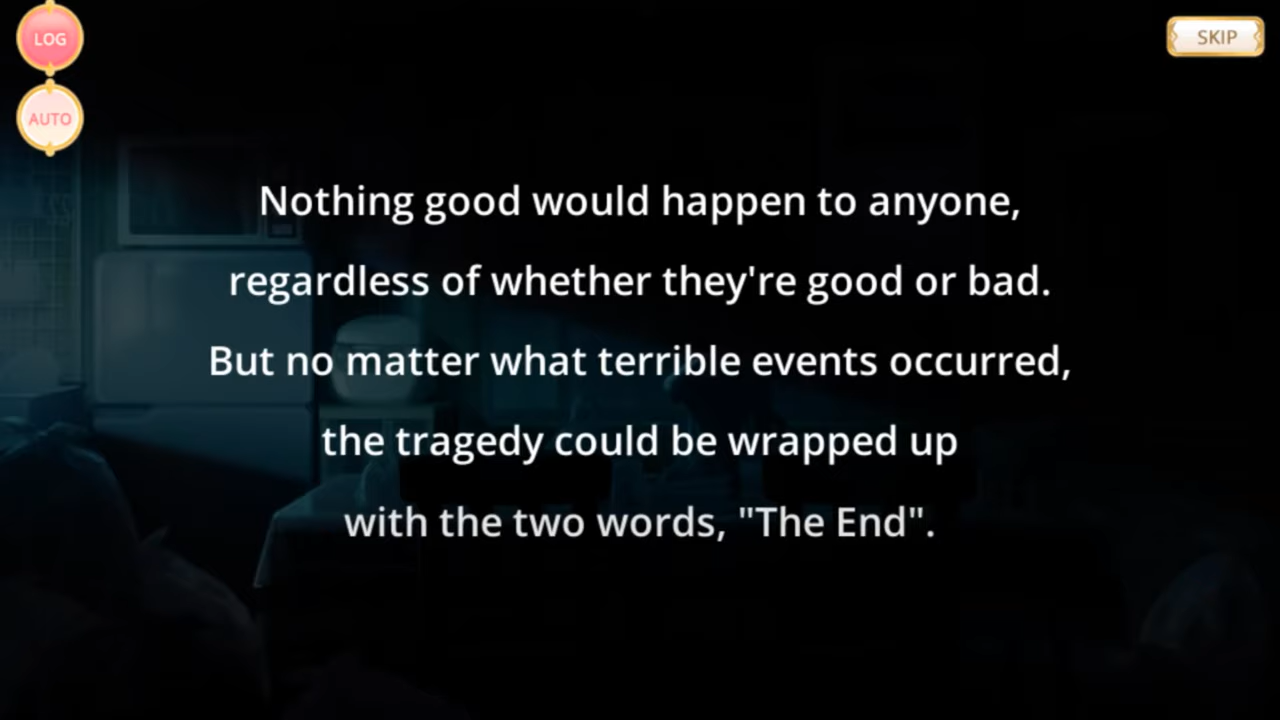 LOG
SKIP
AUTO
Nothing good would happen to anyone,
regardless of whether they're good or bad.
But no matter what terrible events occurred,
the tragedy could be wrapped up
with the two words, "The End".